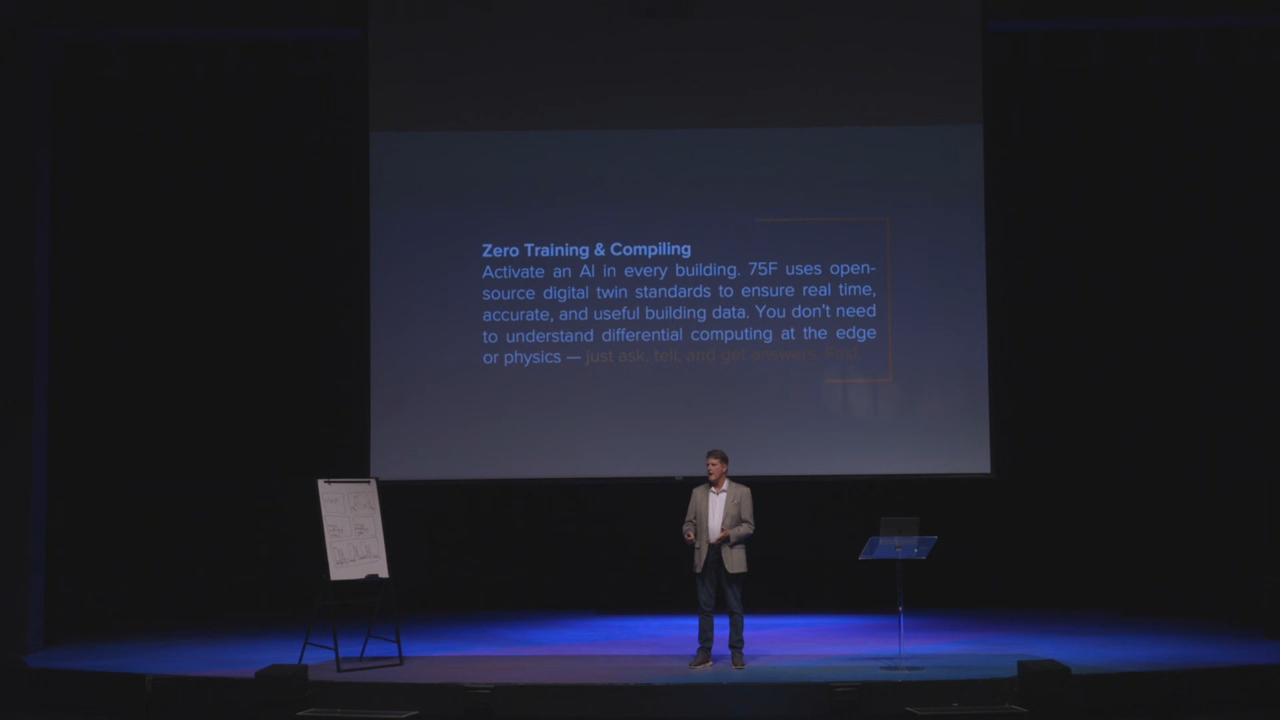 Zero Training & Compiling
Activate an AI in every building. 75F uses open-
source digital twin standards to ensure real time,
accurate, and useful building data. You don't need
to understand differential computing at the edge
or physics — just ask, tell, and get answers. Find